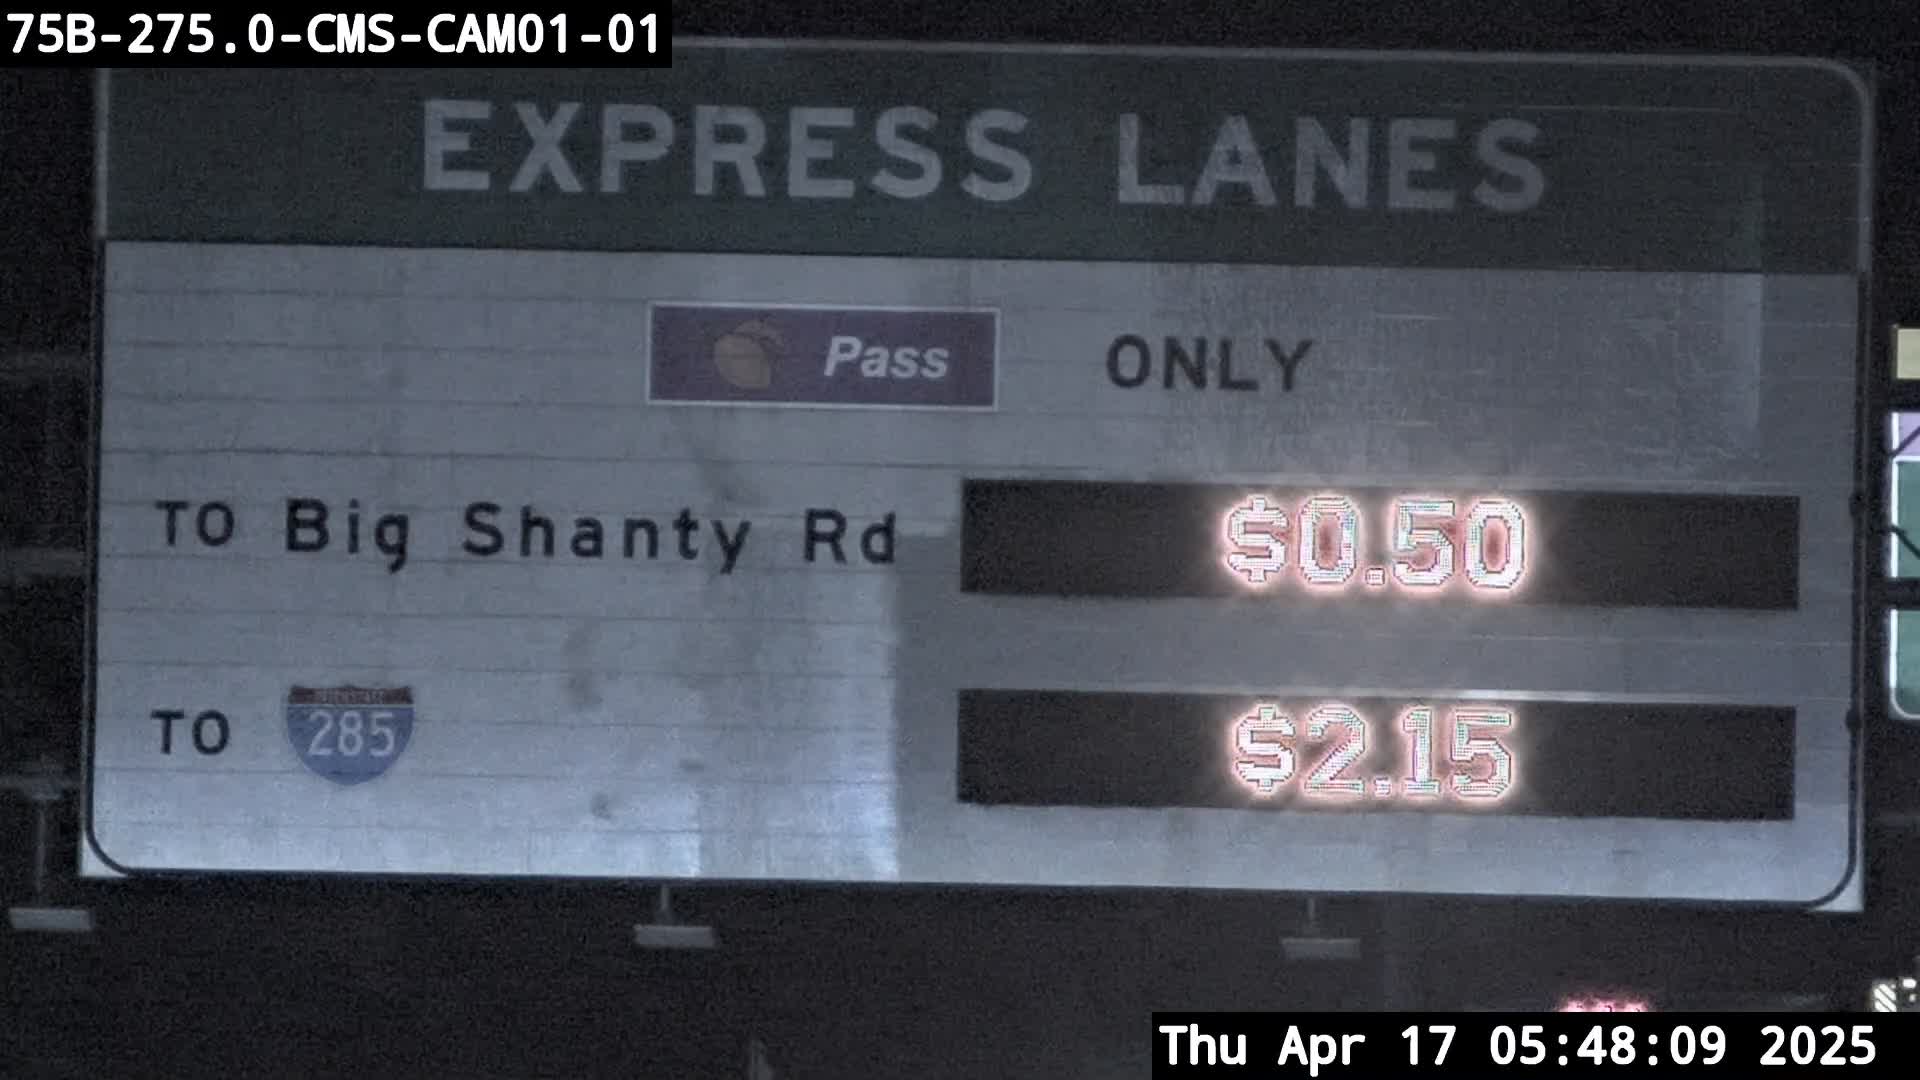 75B-275.0-CMS-CAM01-01
EXPRESS LANES
Pass ONLY
TO Big Shanty Rd $0.50
INTERSTATE
TO 285 $2.15
Thu Apr 17 05:48:09 2025